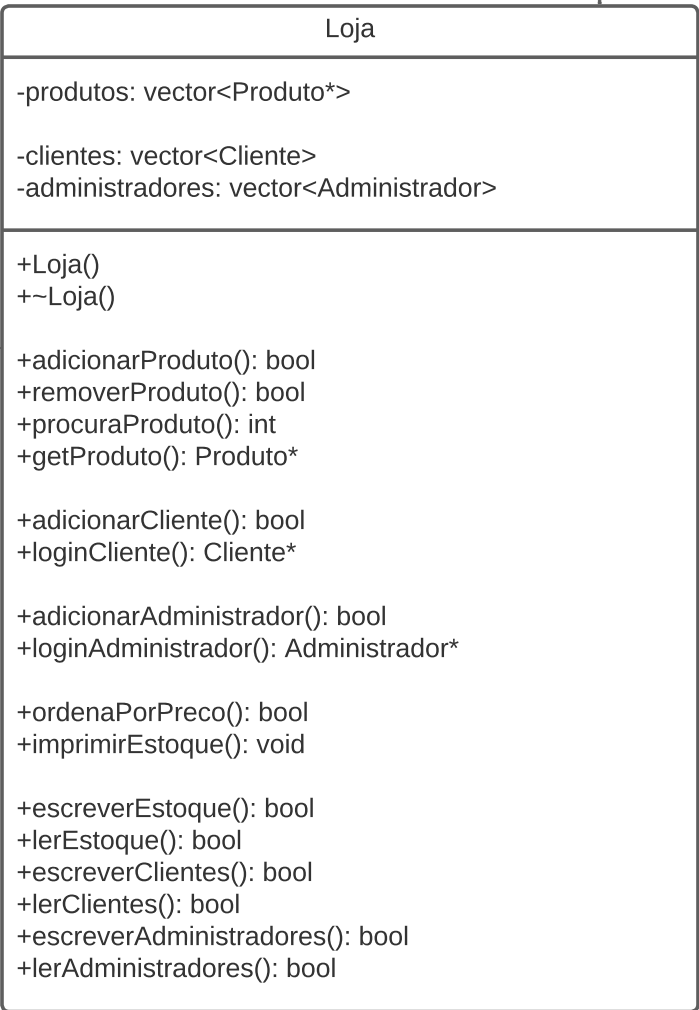 Loja
-produtos: vector<Produto*>
-clientes: vector<Cliente>
-administradores: vector<Administrador>
+Loja()
+~Loja()
+adicionarProduto(): bool
+removerProduto(): bool
+procuraProduto(): int
+getProduto(): Produto*
+adicionarCliente(): bool
+loginCliente(): Cliente*
+adicionarAdministrador(): bool
+loginAdministrador(): Administrador*
+ordenaPorPreco(): bool
+imprimirEstoque(): void
+escreverEstoque(): bool
+lerEstoque(): bool
+escreverClientes(): bool
+lerClientes(): bool
+escreverAdministradores(): bool
+lerAdministradores(): bool